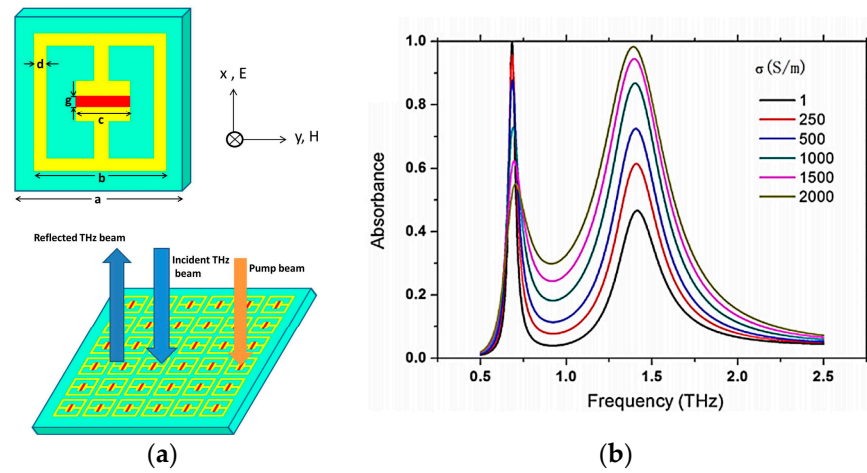 d
g
c
b
a
x , E
y, H
Reflected THz beam
Incident THz
beam
Pump beam
(a)
σ(S/m)
1
250
500
1000
1500
2000
Absorbance
1.0
0.8
0.6
0.4
0.2
0.0
0.5
1.0
1.5
2.0
2.5
Frequency (THz)
(b)